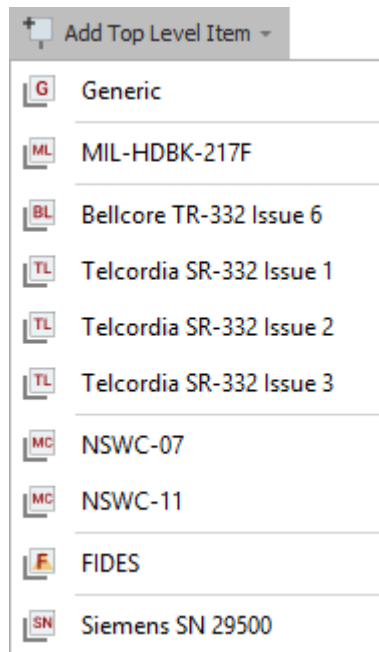 Add Top Level Item
G Generic
ML MIL-HDBK-217F
BL Bellcore TR-332 Issue 6
TL Telcordia SR-332 Issue 1
TL Telcordia SR-332 Issue 2
TL Telcordia SR-332 Issue 3
MC NSWC-07
MC NSWC-11
F FIDES
SN Siemens SN 29500